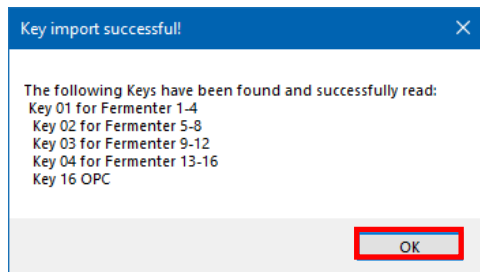 Key import successful!
The following Keys have been found and successfully read:
Key 01 for Fermenter 1-4
Key 02 for Fermenter 5-8
Key 03 for Fermenter 9-12
Key 04 for Fermenter 13-16
Key 16 OPC
OK